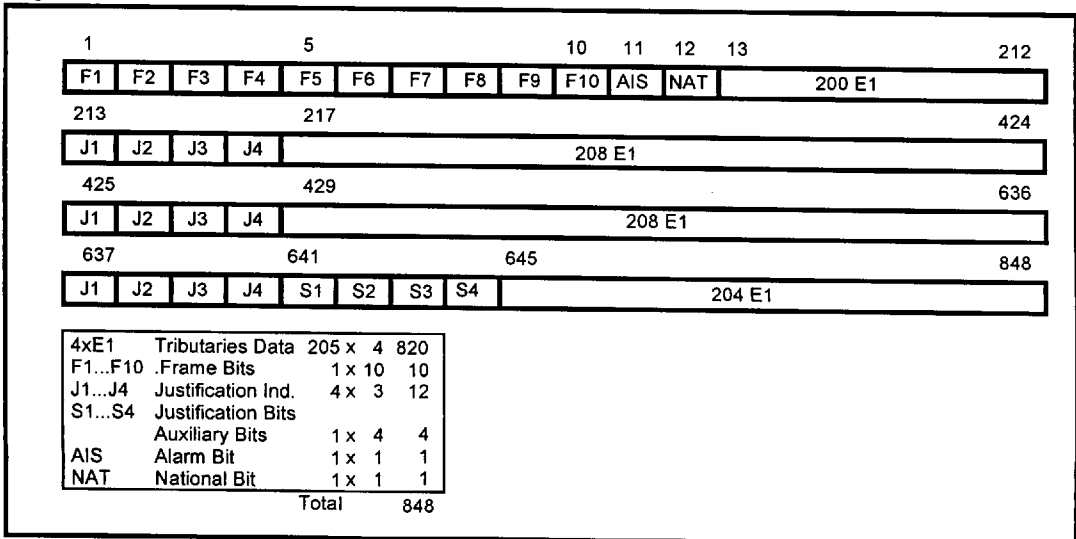 1 5 10 11 12 13 212
F1 F2 F3 F4 F5 F6 F7 F8 F9 F10 AIS NAT 200 E1
213 217 424
J1 J2 J3 J4 208 E1
425 429 636
J1 J2 J3 J4 208 E1
637 641 645 848
J1 J2 J3 J4 S1 S2 S3 S4 204 E1
4xE1 Tributaries Data 205 x 4 820
F1...F10 .Frame Bits 1 x 10 10
J1...J4 Justification Ind. 4 x 3 12
S1...S4 Justification Bits
Auxiliary Bits 1 x 4 4
AIS Alarm Bit 1 x 1 1
NAT National Bit 1 x 1 1
Total 848